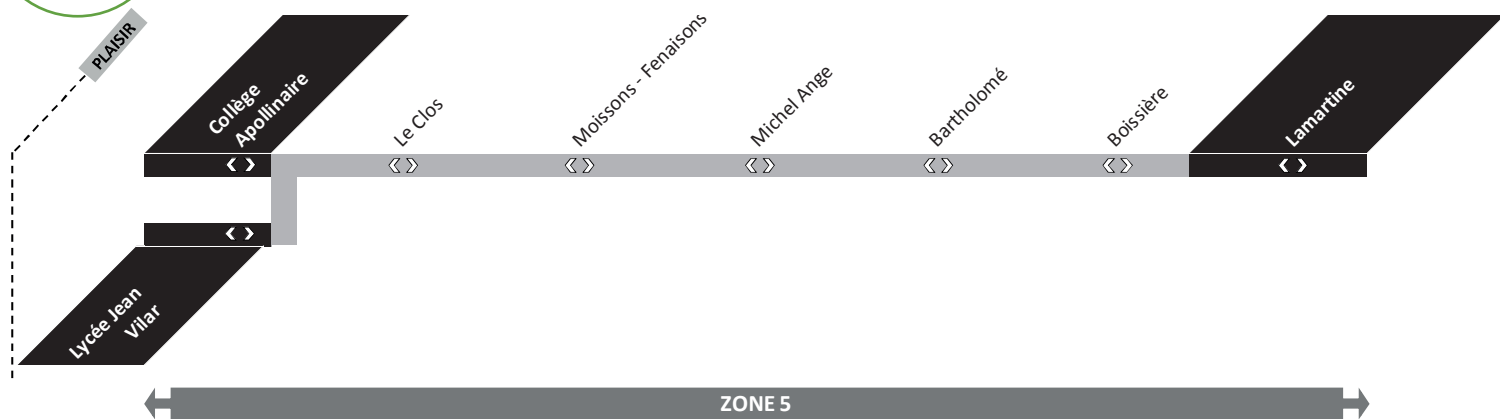 PLAISIR
Collège
Apollinaire
Le Clos
Moissons - Fenaisons
Michel Ange
Bartholomé
Boissière
Lamartine
Lycée Jean
Vilar
ZONE 5